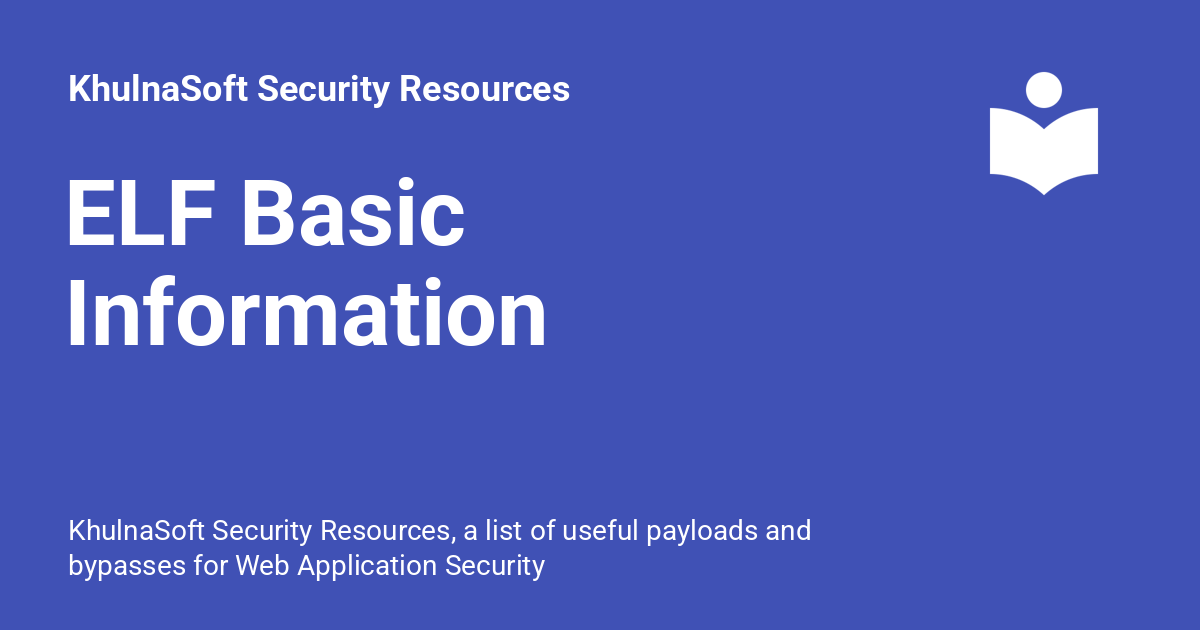 KhulnaSoft Security Resources
ELF Basic
Information
KhulnaSoft Security Resources, a list of useful payloads and
bypasses for Web Application Security